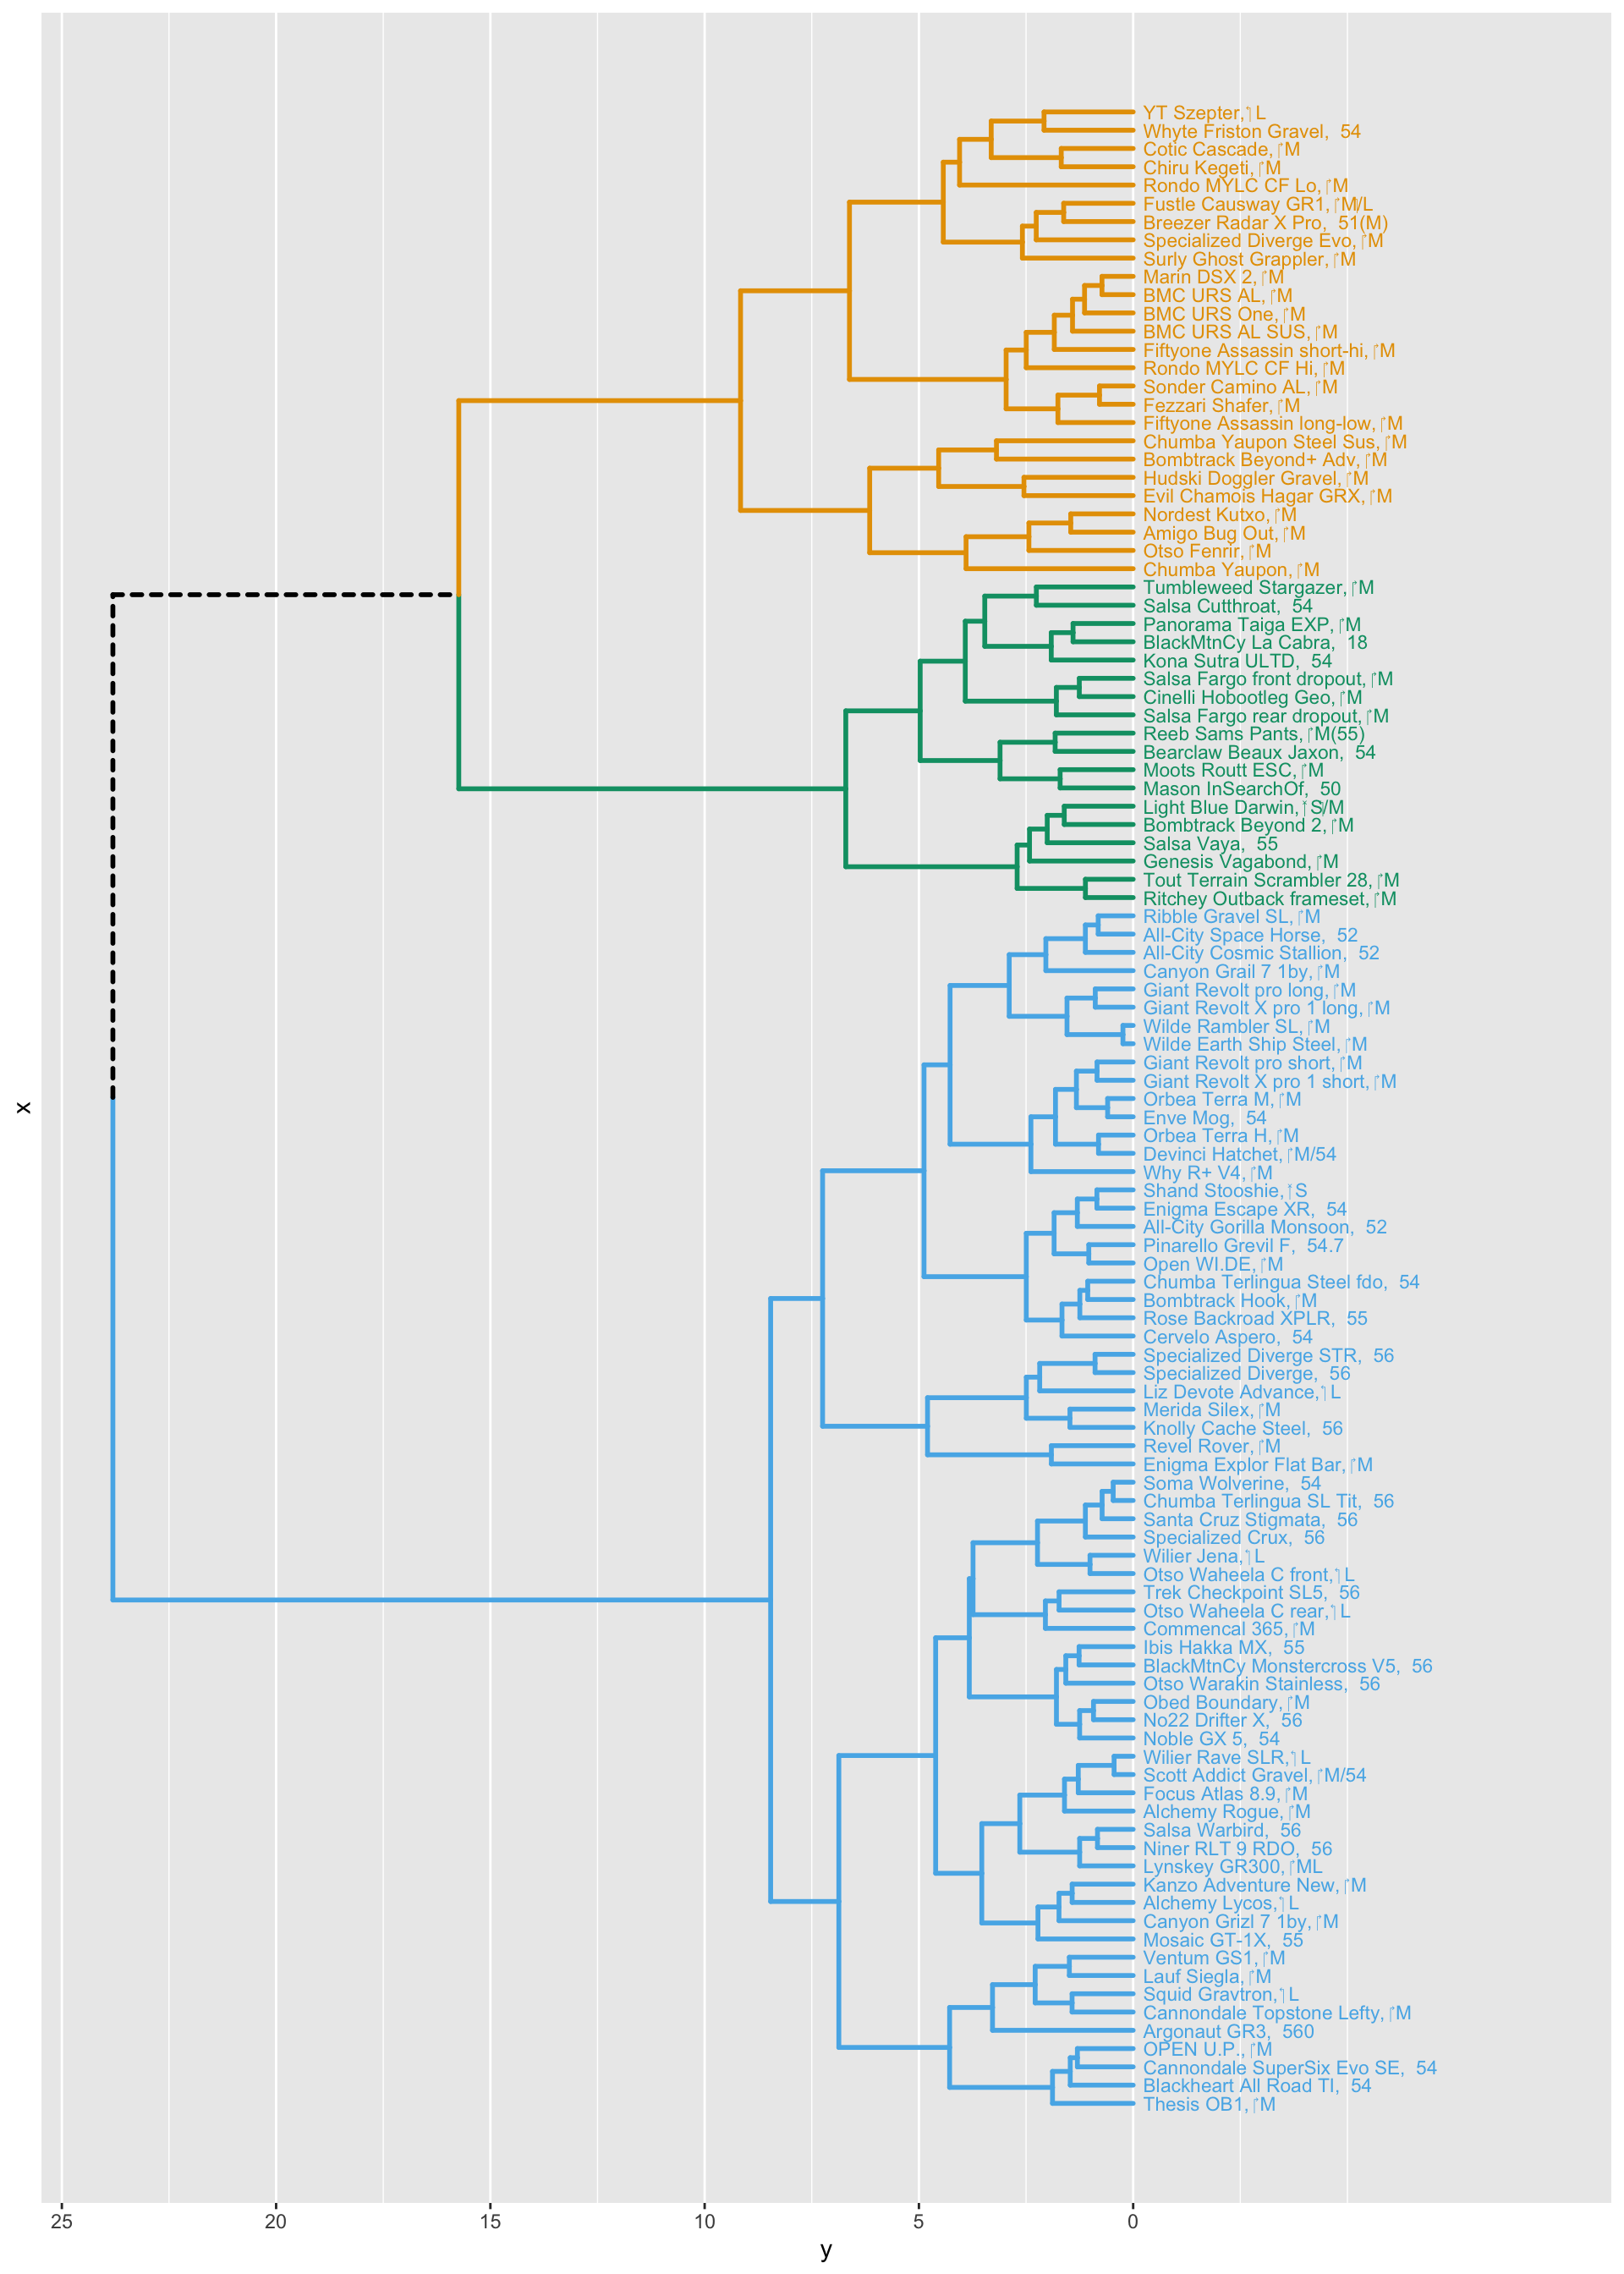 YT Szepter, L
Whyte Friston Gravel, 54
Cotic Cascade, M
Chiru Kegeti, M
Rondo MYLC CF Lo, M
Fustle Causway GR1, M/L
Breezer Radar X Pro, 51(M)
Specialized Diverge Evo, M
Surly Ghost Grappler, M
Marin DSX 2, M
BMC URS AL, M
BMC URS One, M
BMC URS AL SUS, M
Fiftyone Assassin short-hi, M
Rondo MYLC CF Hi, M
Sonder Camino AL, M
Fezzari Shafer, M
Fiftyone Assassin long-low, M
Chumba Yaupon Steel Sus, M
Bombtrack Beyond+ Adv, M
Hudski Doggler Gravel, M
Evil Chamois Hagar GRX, M
Nordest Kutxo, M
Amigo Bug Out, M
Otso Fenrir, M
Chumba Yaupon, M
Tumbleweed Stargazer, M
Salsa Cutthroat, 54
Panorama Taiga EXP, M
BlackMtnCy La Cabra, 18
Kona Sutra ULTD, 54
Salsa Fargo front dropout, M
Cinelli Hobootleg Geo, M
Salsa Fargo rear dropout, M
Reeb Sams Pants, M(55)
Bearclaw Beaux Jaxon, 54
Moots Routt ESC, M
Mason InSearchOf, 50
Light Blue Darwin, S/M
Bombtrack Beyond 2, M
Salsa Vaya, 55
Genesis Vagabond, M
Tout Terrain Scrambler 28, M
Ritchey Outback frameset, M
Ribble Gravel SL, M
All-City Space Horse, 52
All-City Cosmic Stallion, 52
Canyon Grail 7 1by, M
Giant Revolt pro long, M
Giant Revolt X pro 1 long, M
Wilde Rambler SL, M
Wilde Earth Ship Steel, M
Giant Revolt pro short, M
Giant Revolt X pro 1 short, M
Orbea Terra M, M
Enve Mog, 54
Orbea Terra H, M
Devinci Hatchet, M/54
Why R+ V4, M
Shand Stooshie, S
Enigma Escape XR, 54
All-City Gorilla Monsoon, 52
Pinarello Grevil F, 54.7
Open WI.DE, M
Chumba Terlingua Steel fdo, 54
Bombtrack Hook, M
Rose Backroad XPLR, 55
Cervelo Aspero, 54
Specialized Diverge STR, 56
Specialized Diverge, 56
Liz Devote Advance, L
Merida Silex, M
Knolly Cache Steel, 56
Revel Rover, M
Enigma Explor Flat Bar, M
Soma Wolverine, 54
Chumba Terlingua SL Tit, 56
Santa Cruz Stigmata, 56
Specialized Crux, 56
Wilier Jena, L
Otso Waheela C front, L
Trek Checkpoint SL5, 56
Otso Waheela C rear, L
Commencal 365, M
Ibis Hakka MX, 55
BlackMtnCy Monstercross V5, 56
Otso Warakin Stainless, 56
Obed Boundary, M
No22 Drifter X, 56
Noble GX 5, 54
Wilier Rave SLR, L
Scott Addict Gravel, M/54
Focus Atlas 8.9, M
Alchemy Rogue, M
Salsa Warbird, 56
Niner RLT 9 RDO, 56
Lynskey GR300, ML
Kanzo Adventure New, M
Alchemy Lycos, L
Canyon Grizl 7 1by, M
Mosaic GT-1X, 55
Ventum GS1, M
Lauf Siegla, M
Squid Gravtron, L
Cannondale Topstone Lefty, M
Argonaut GR3, 560
OPEN U.P., M
Cannondale SuperSix Evo SE, 54
Blackheart All Road TI, 54
Thesis OB1, M
x
25 20 15 10 5 0
y